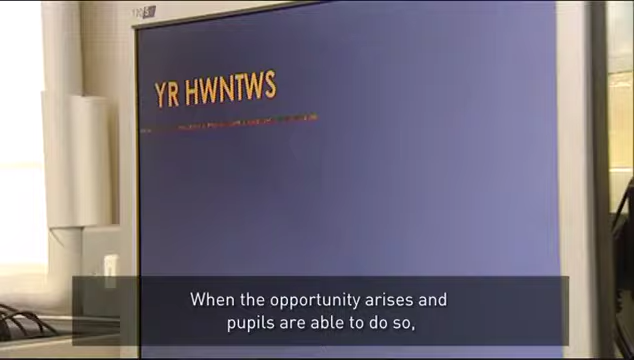 YR HWNTWS
When the opportunity arises and
pupils are able to do so,